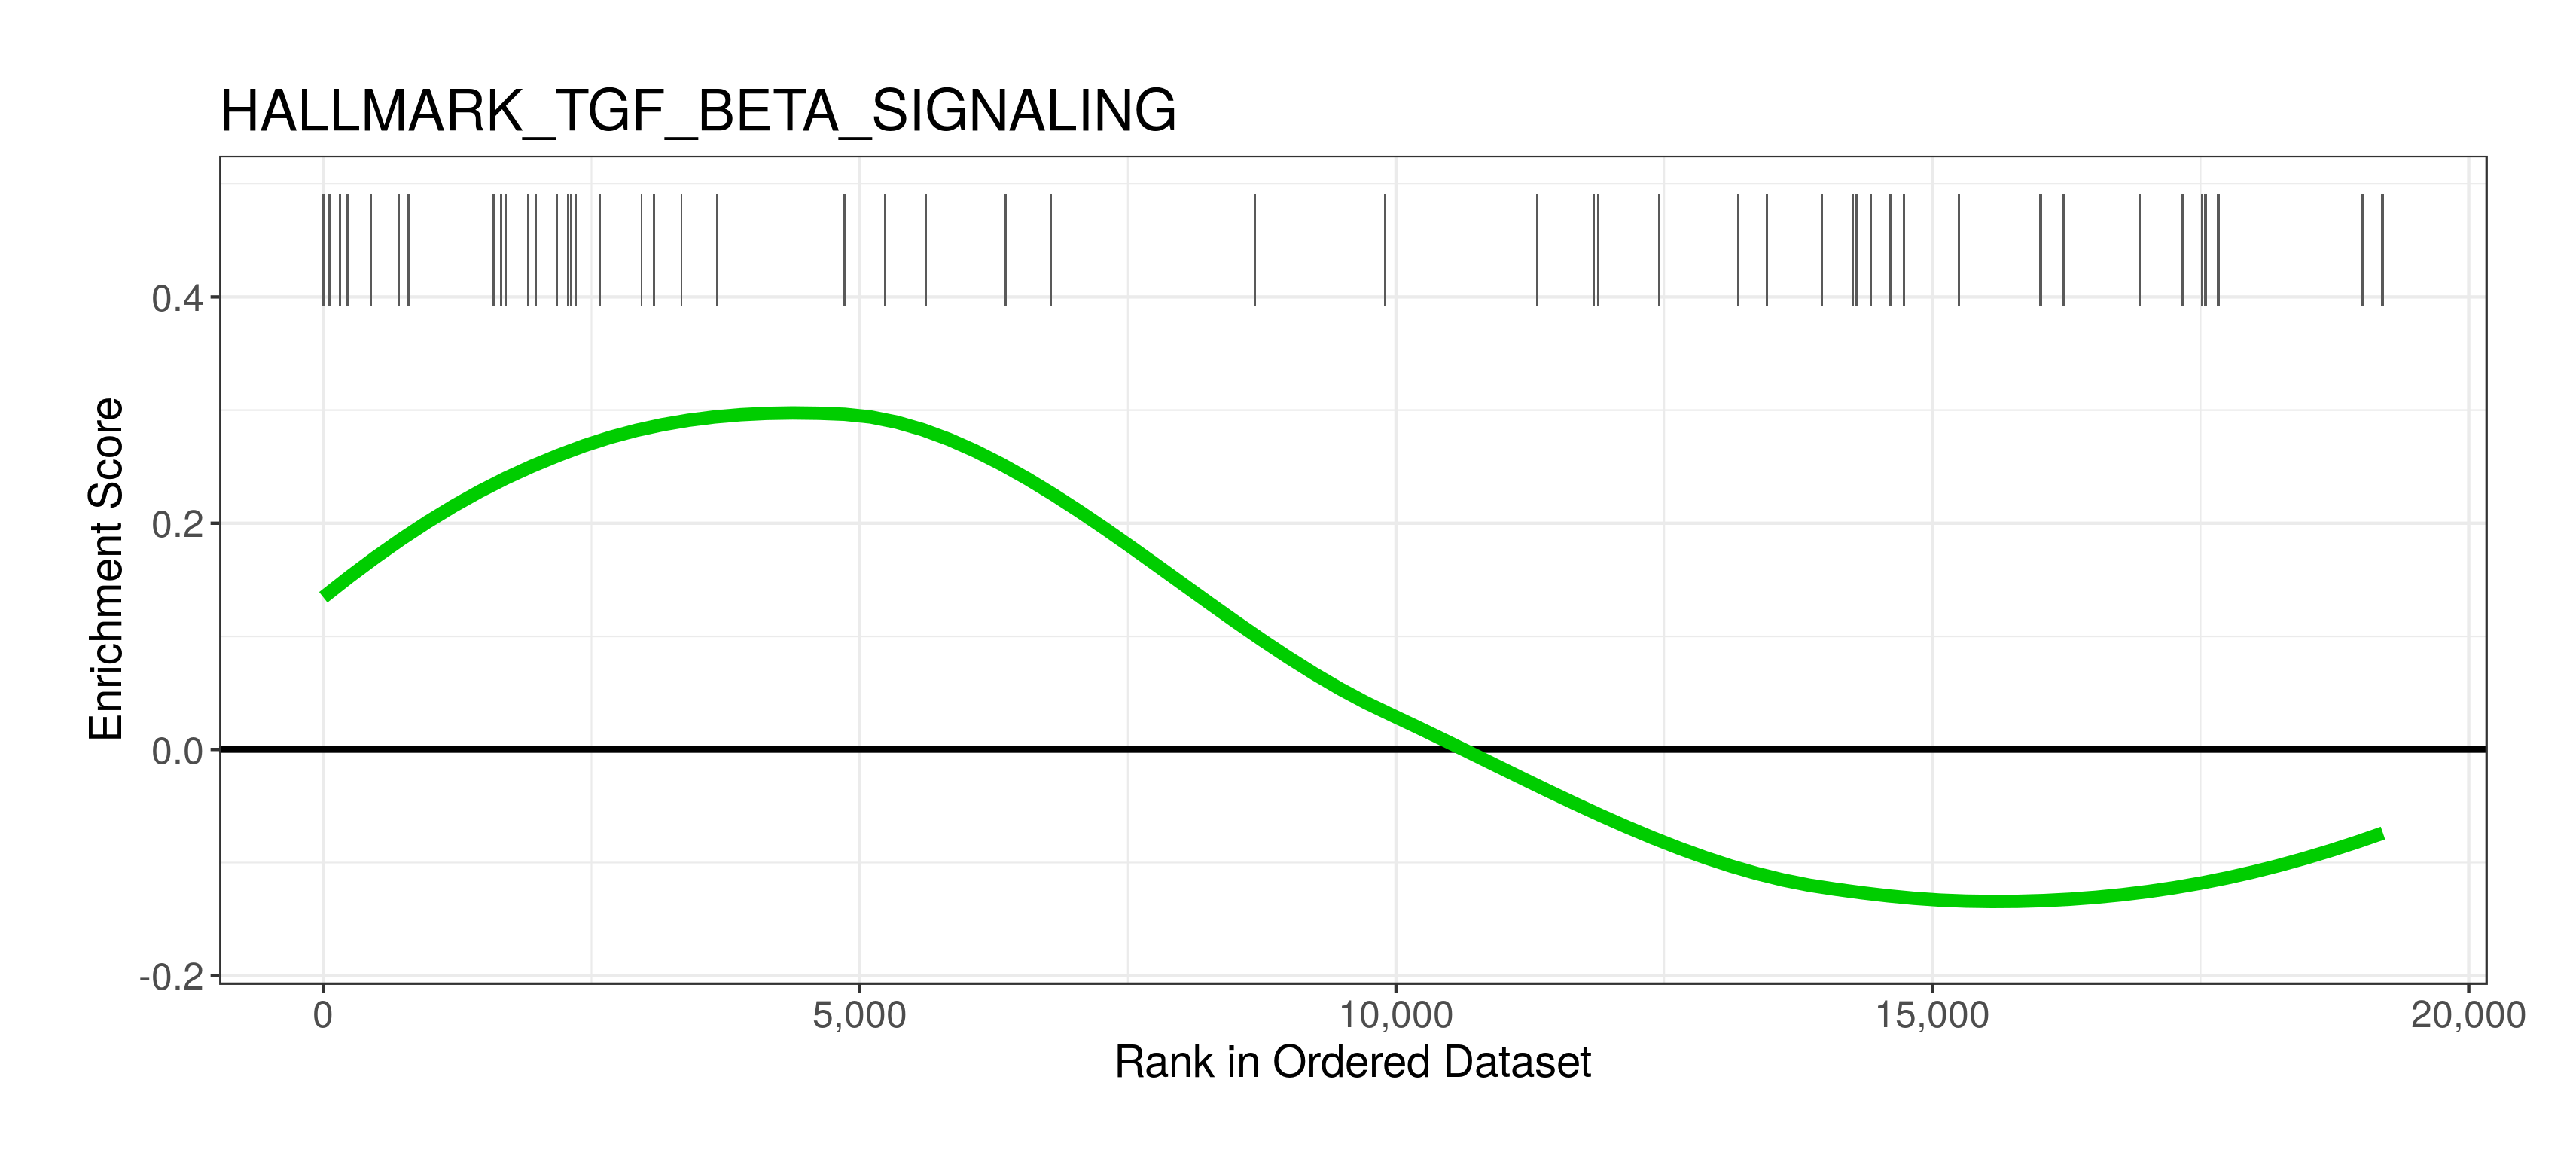 HALLMARK_TGF_BETA_SIGNALING
Enrichment Score
0.4
0.2
0.0
-0.2
0 5,000 10,000 15,000 20,000
Rank in Ordered Dataset